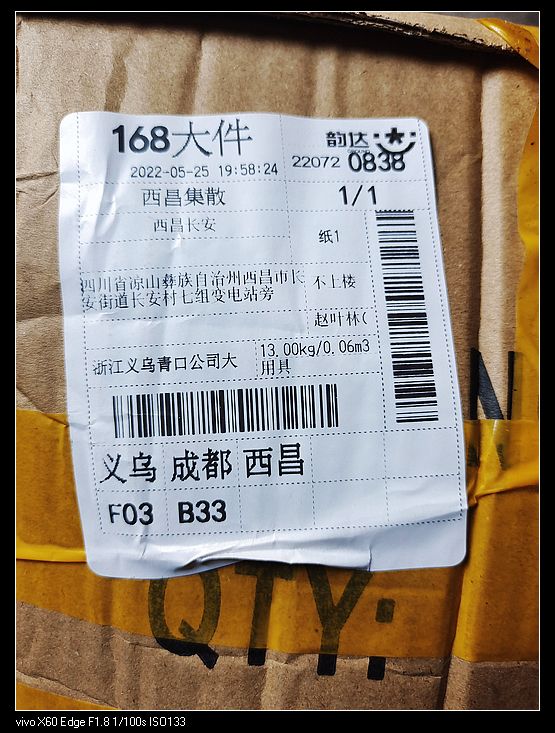 168大件
韵达
2022-05-25 19:58:24
22072 0838
西昌集散
1/1
西昌长安
纸1
四川省凉山彝族自治州西昌市长
安街道长安村七组变电站旁
不上楼
赵叶林(
浙江义乌青口公司大
13.00kg/0.06m3
用具
义乌 成都 西昌
F03 B33
QTY:
vivo X60 Edge F1.8 1/100s ISO133